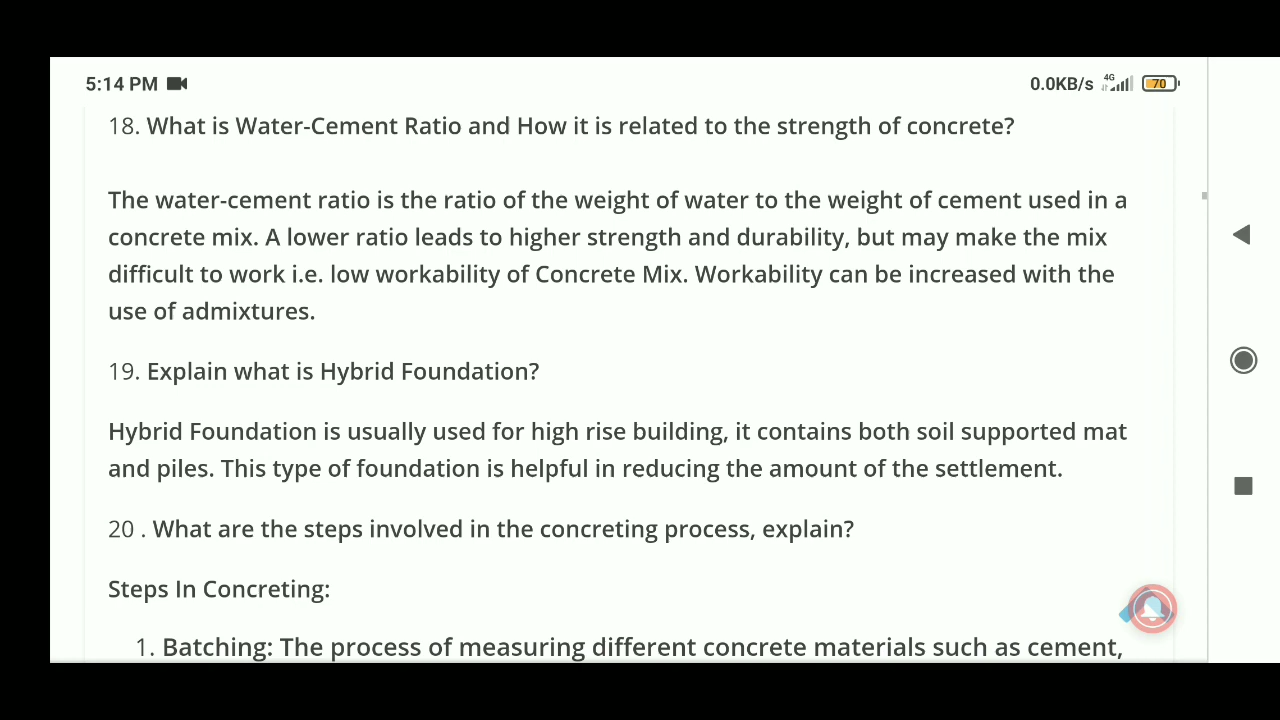 5:14 PM
0.0KB/s 4G 70
18. What is Water-Cement Ratio and How it is related to the strength of concrete?
The water-cement ratio is the ratio of the weight of water to the weight of cement used in a
concrete mix. A lower ratio leads to higher strength and durability, but may make the mix
difficult to work i.e. low workability of Concrete Mix. Workability can be increased with the
use of admixtures.
19. Explain what is Hybrid Foundation?
Hybrid Foundation is usually used for high rise building, it contains both soil supported mat
and piles. This type of foundation is helpful in reducing the amount of the settlement.
20 . What are the steps involved in the concreting process, explain?
Steps In Concreting:
1. Batching: The process of measuring different concrete materials such as cement,